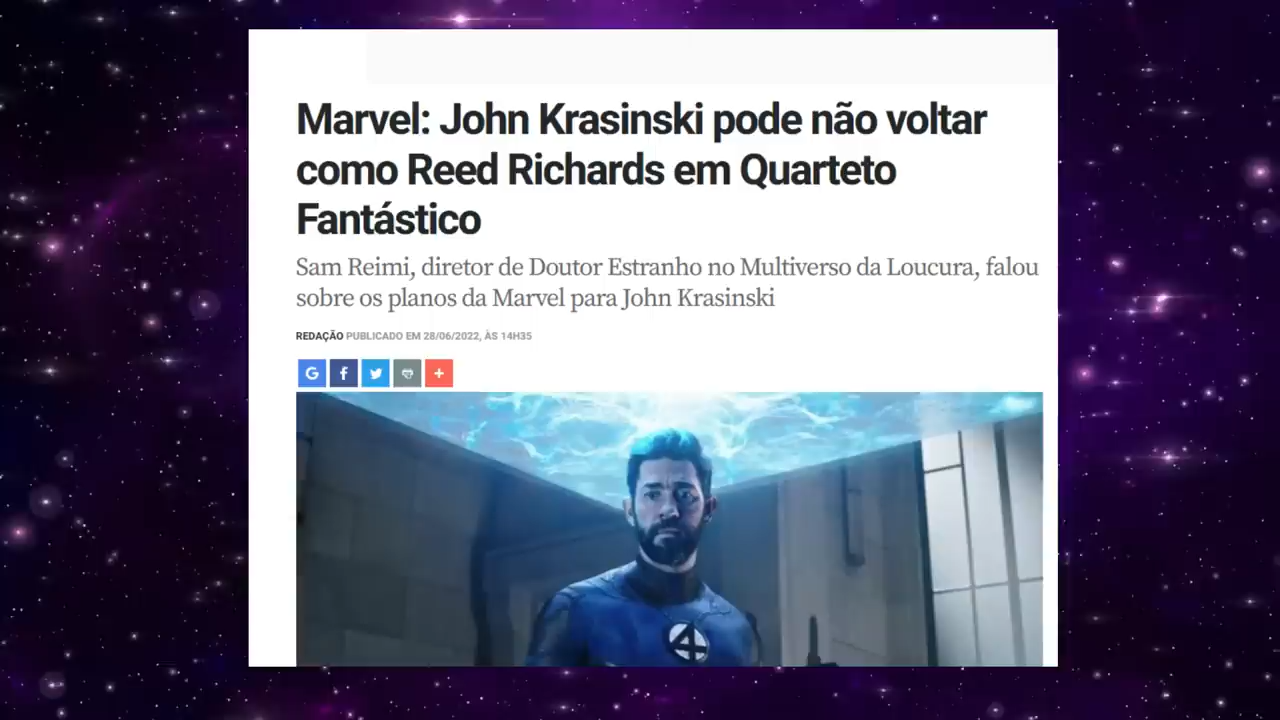 Marvel: John Krasinski pode não voltar
como Reed Richards em Quarteto
Fantástico
Sam Reimi, diretor de Doutor Estranho no Multiverso da Loucura, falou
sobre os planos da Marvel para John Krasinski
REDAÇÃO PUBLICADO EM 28/06/2022, ÀS 14H35
G f +
4